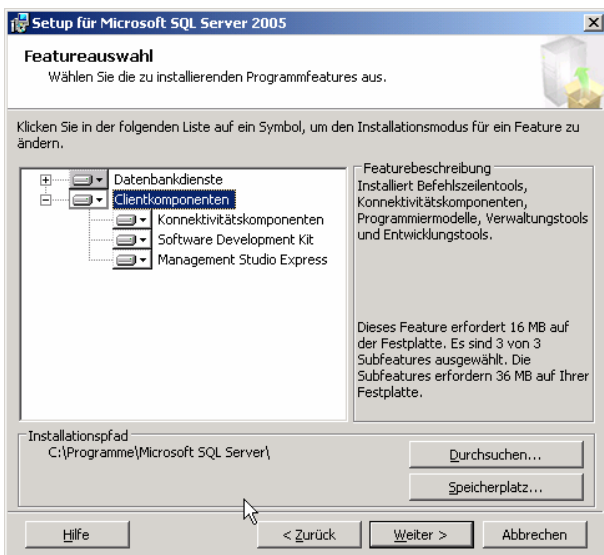 Setup für Microsoft SQL Server 2005
Featureauswahl
Wählen Sie die zu installierenden Programmfeatures aus.
Klicken Sie in der folgenden Liste auf ein Symbol, um den Installationsmodus für ein Feature zu
ändern.
Datenbankdienste
Clientkomponenten
Konnektivitätskomponenten
Software Development Kit
Management Studio Express
Featurebeschreibung
Installiert Befehlszeilentools,
Konnektivitätskomponenten,
Programmiermodelle, Verwaltungstools
und Entwicklungstools.
Dieses Feature erfordert 16 MB auf
der Festplatte. Es sind 3 von 3
Subfeatures ausgewählt. Die
Subfeatures erfordern 36 MB auf Ihrer
Festplatte.
Installationspfad
C:\Programme\Microsoft SQL Server\
Durchsuchen...
Speicherplatz...
Hilfe
< Zurück
Weiter >
Abbrechen